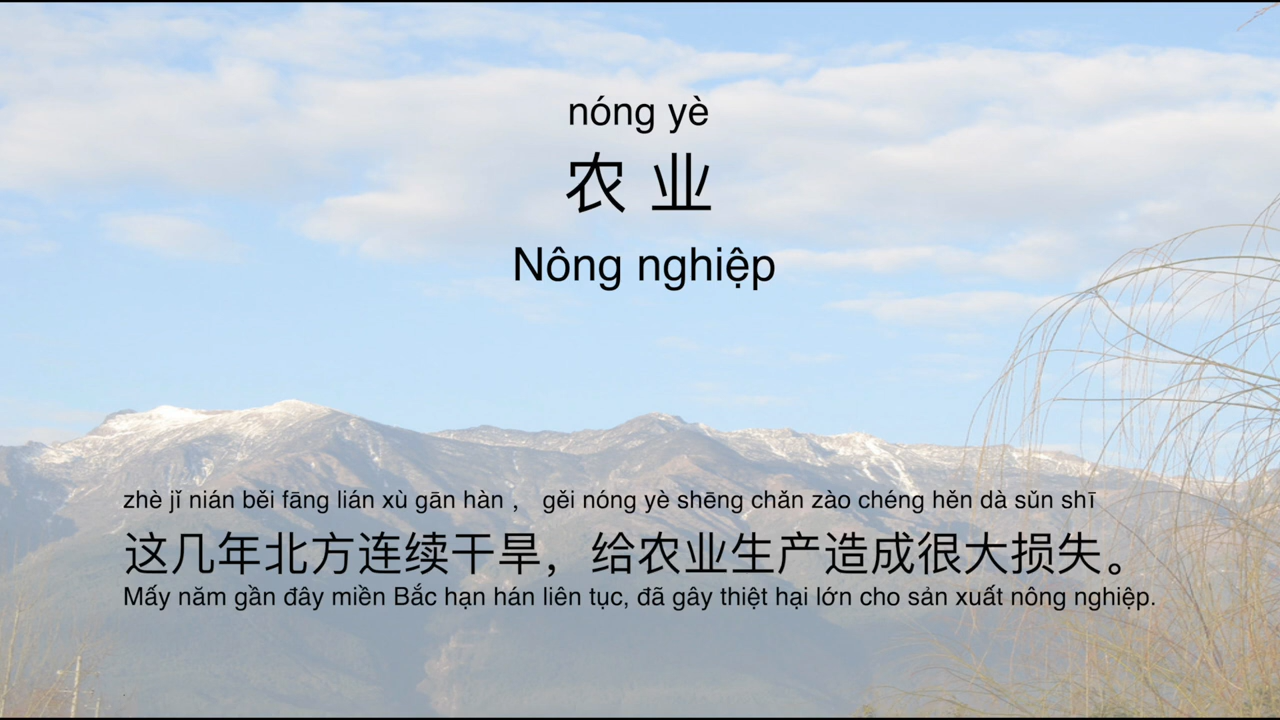 nóng yè
农 业
Nông nghiệp
zhè jǐ nián běi fāng lián xù gān hàn ， gěi nóng yè shēng chǎn zào chéng hěn dà sǔn shī
这几年北方连续干旱，给农业生产造成很大损失。
Mấy năm gần đây miền Bắc hạn hán liên tục, đã gây thiệt hại lớn cho sản xuất nông nghiệp.